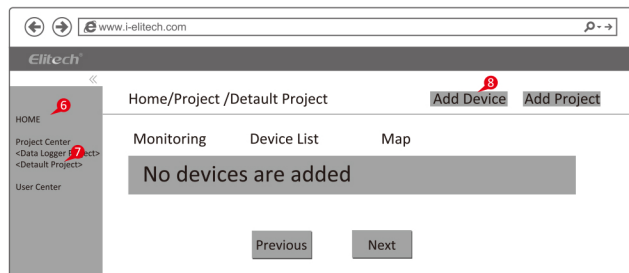 www.i-elitech.com
Elitech®
«
8
Home/Project /Detault Project Add Device Add Project
6
HOME
Monitoring Device List Map
Project Center
<Data Logger P 7 ect>
<Detault Project>
No devices are added
User Center
Previous Next